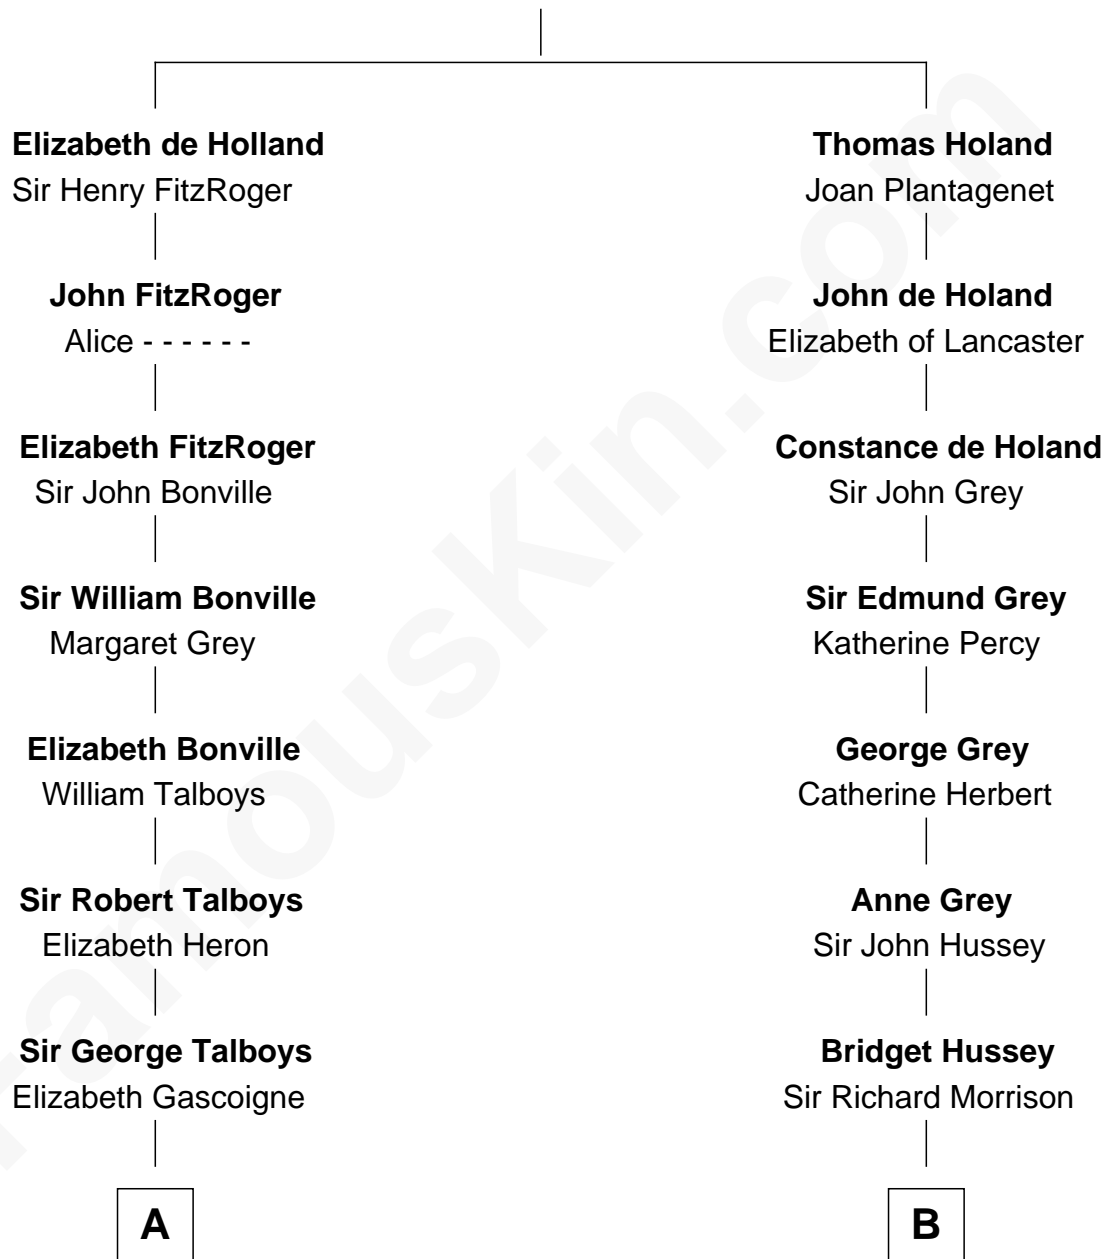 Elizabeth de Holland
Sir Henry FitzRoger
John FitzRoger
Alice - - - - - -
Elizabeth FitzRoger
Sir John Bonville
Sir William Bonville
Margaret Grey
Elizabeth Bonville
William Talboys
Sir Robert Talboys
Elizabeth Heron
Sir George Talboys
Elizabeth Gascoigne
A
Thomas Holand
Joan Plantagenet
John de Holand
Elizabeth of Lancaster
Constance de Holand
Sir John Grey
Sir Edmund Grey
Katherine Percy
George Grey
Catherine Herbert
Anne Grey
Sir John Hussey
Bridget Hussey
Sir Richard Morrison
B
FamousKin.com